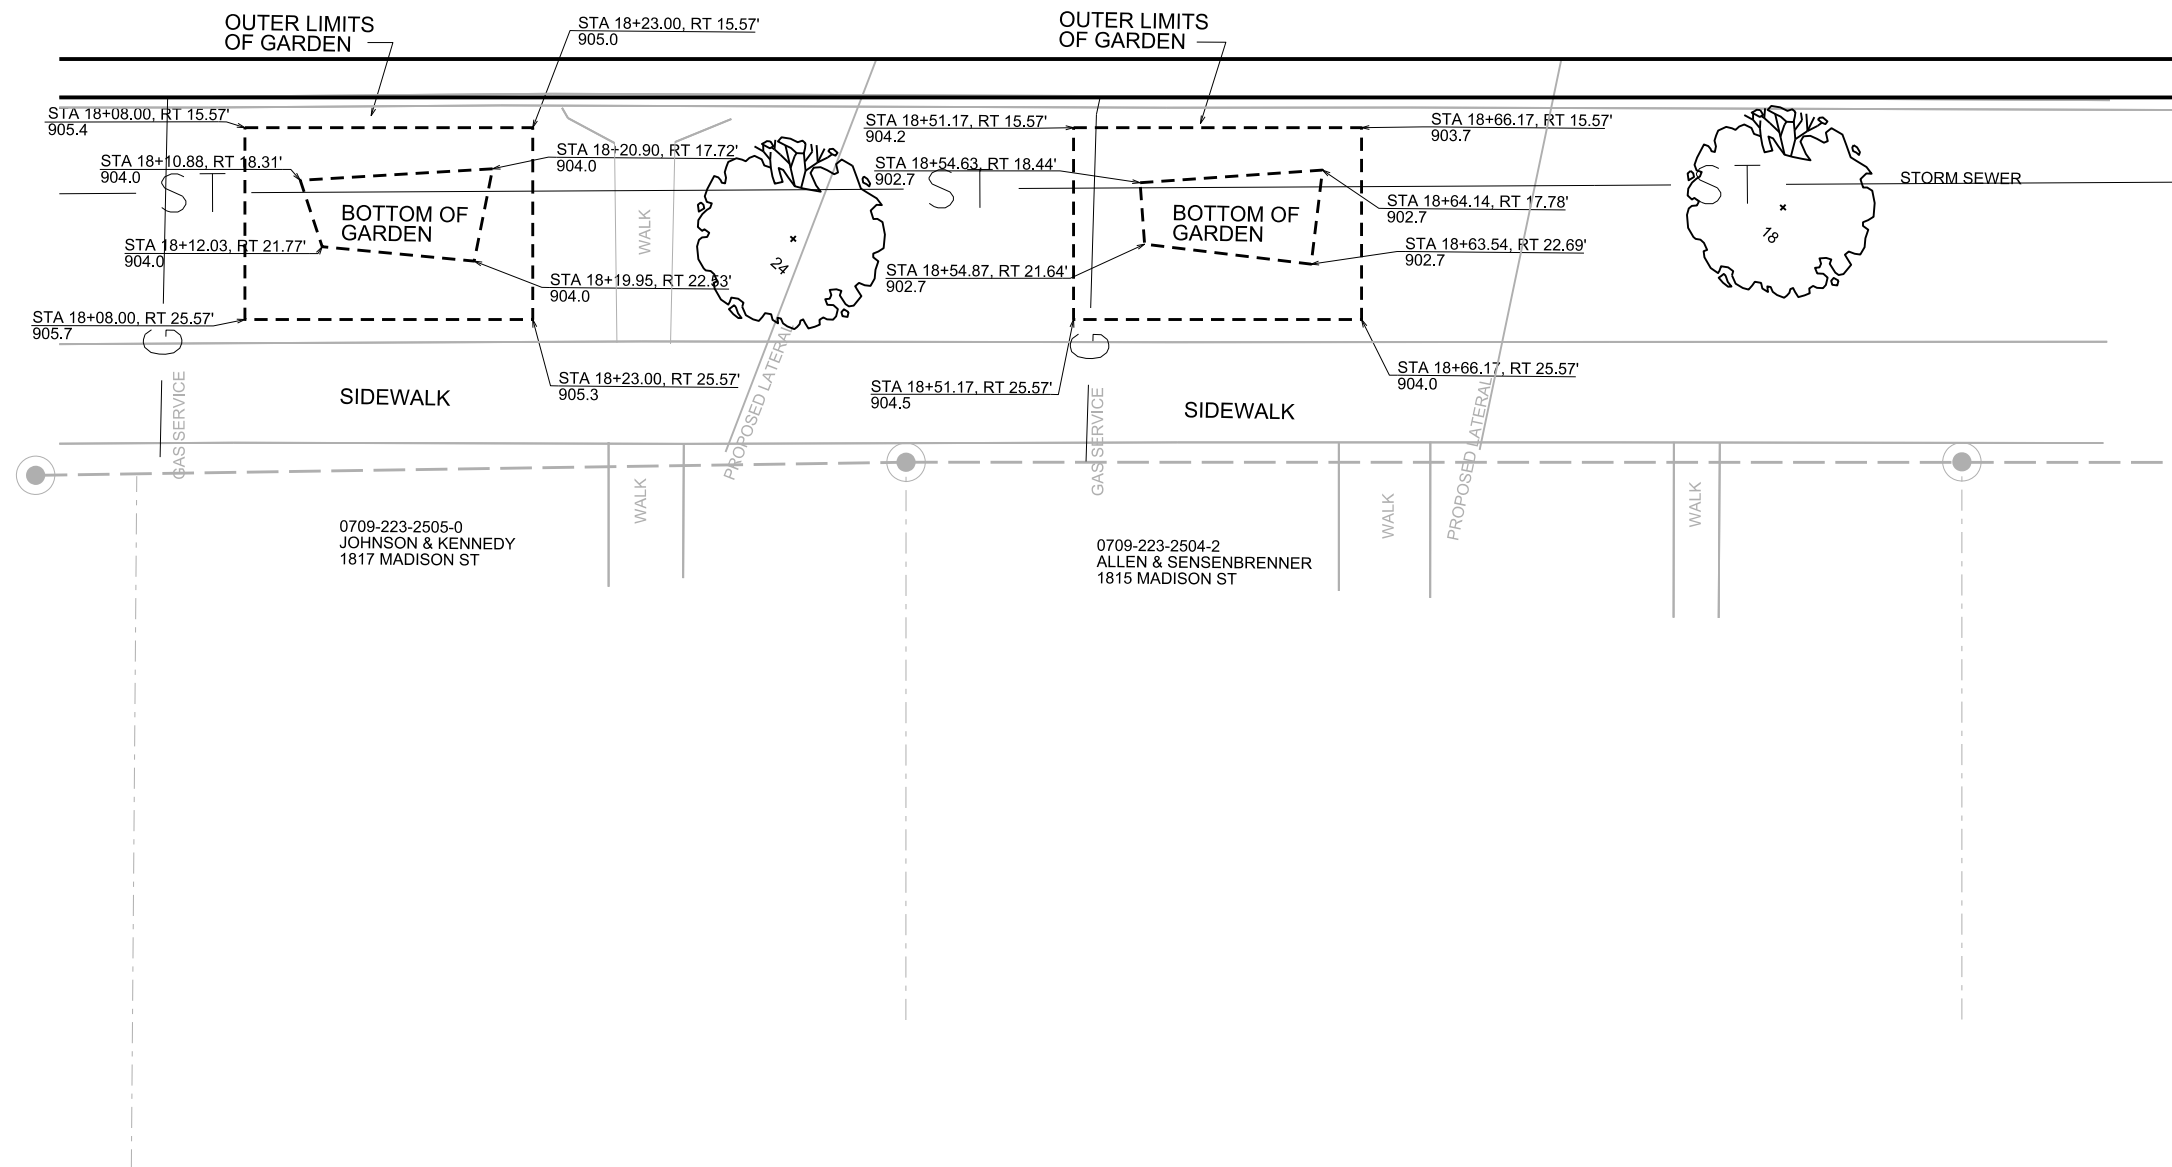 OUTER LIMITS
OF GARDEN
STA 18+23.00, RT 15.57'
905.0
OUTER LIMITS
OF GARDEN
STA 18+08.00, RT 15.57'
905.4
STA 18+51.17, RT 15.57'
904.2
STA 18+66.17, RT 15.57'
903.7
STA 18+10.88, RT 18.31'
904.0
STA 18+20.90, RT 17.72'
904.0
STA 18+54.63, RT 18.44'
902.7
ST
ST
ST
STORM SEWER
BOTTOM OF
GARDEN
WALK
BOTTOM OF
GARDEN
STA 18+64.14, RT 17.78'
902.7
STA 18+12.03, RT 21.77'
904.0
24
18
STA 18+63.54, RT 22.69'
902.7
STA 18+19.95, RT 22.53'
904.0
STA 18+54.87, RT 21.64'
902.7
STA 18+08.00, RT 25.57'
905.7
G
G
STA 18+23.00, RT 25.57'
905.3
STA 18+51.17, RT 25.57'
904.5
STA 18+66.17, RT 25.57'
904.0
GAS SERVICE
SIDEWALK
PROPOSED LATERAL
GAS SERVICE
SIDEWALK
PROPOSED LATERAL
WALK
WALK
WALK
0709-223-2505-0
JOHNSON & KENNEDY
1817 MADISON ST
0709-223-2504-2
ALLEN & SENSENBRENNER
1815 MADISON ST